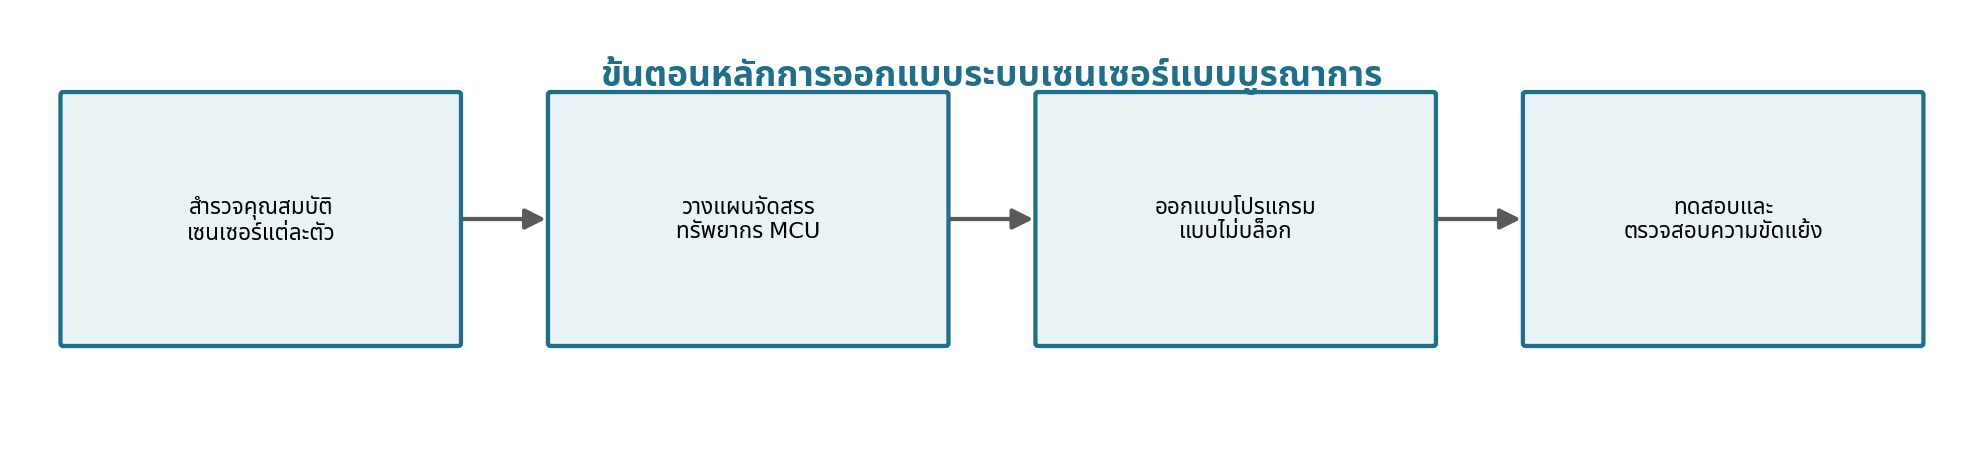 ขั้นตอนหลักการออกแบบระบบเซนเซอร์แบบบูรณาการ
สำรวจคุณสมบัติ
เซนเซอร์แต่ละตัว
วางแผนจัดสรร
ทรัพยากร MCU
ออกแบบโปรแกรม
แบบไม่บล็อก
ทดสอบและ
ตรวจสอบความขัดแย้ง